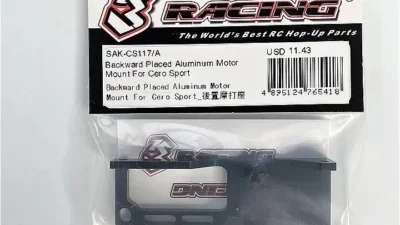 RACING
The World's Best RC Hop-Up Parts
SAK-CS117/A
USD 11.43
Backward Placed Aluminum Motor
Mount For Cero Sport
Backward Placed Aluminum Motor
Mount For Cero Sport_後置摩打座
4 895124 765418
RACING
RACING